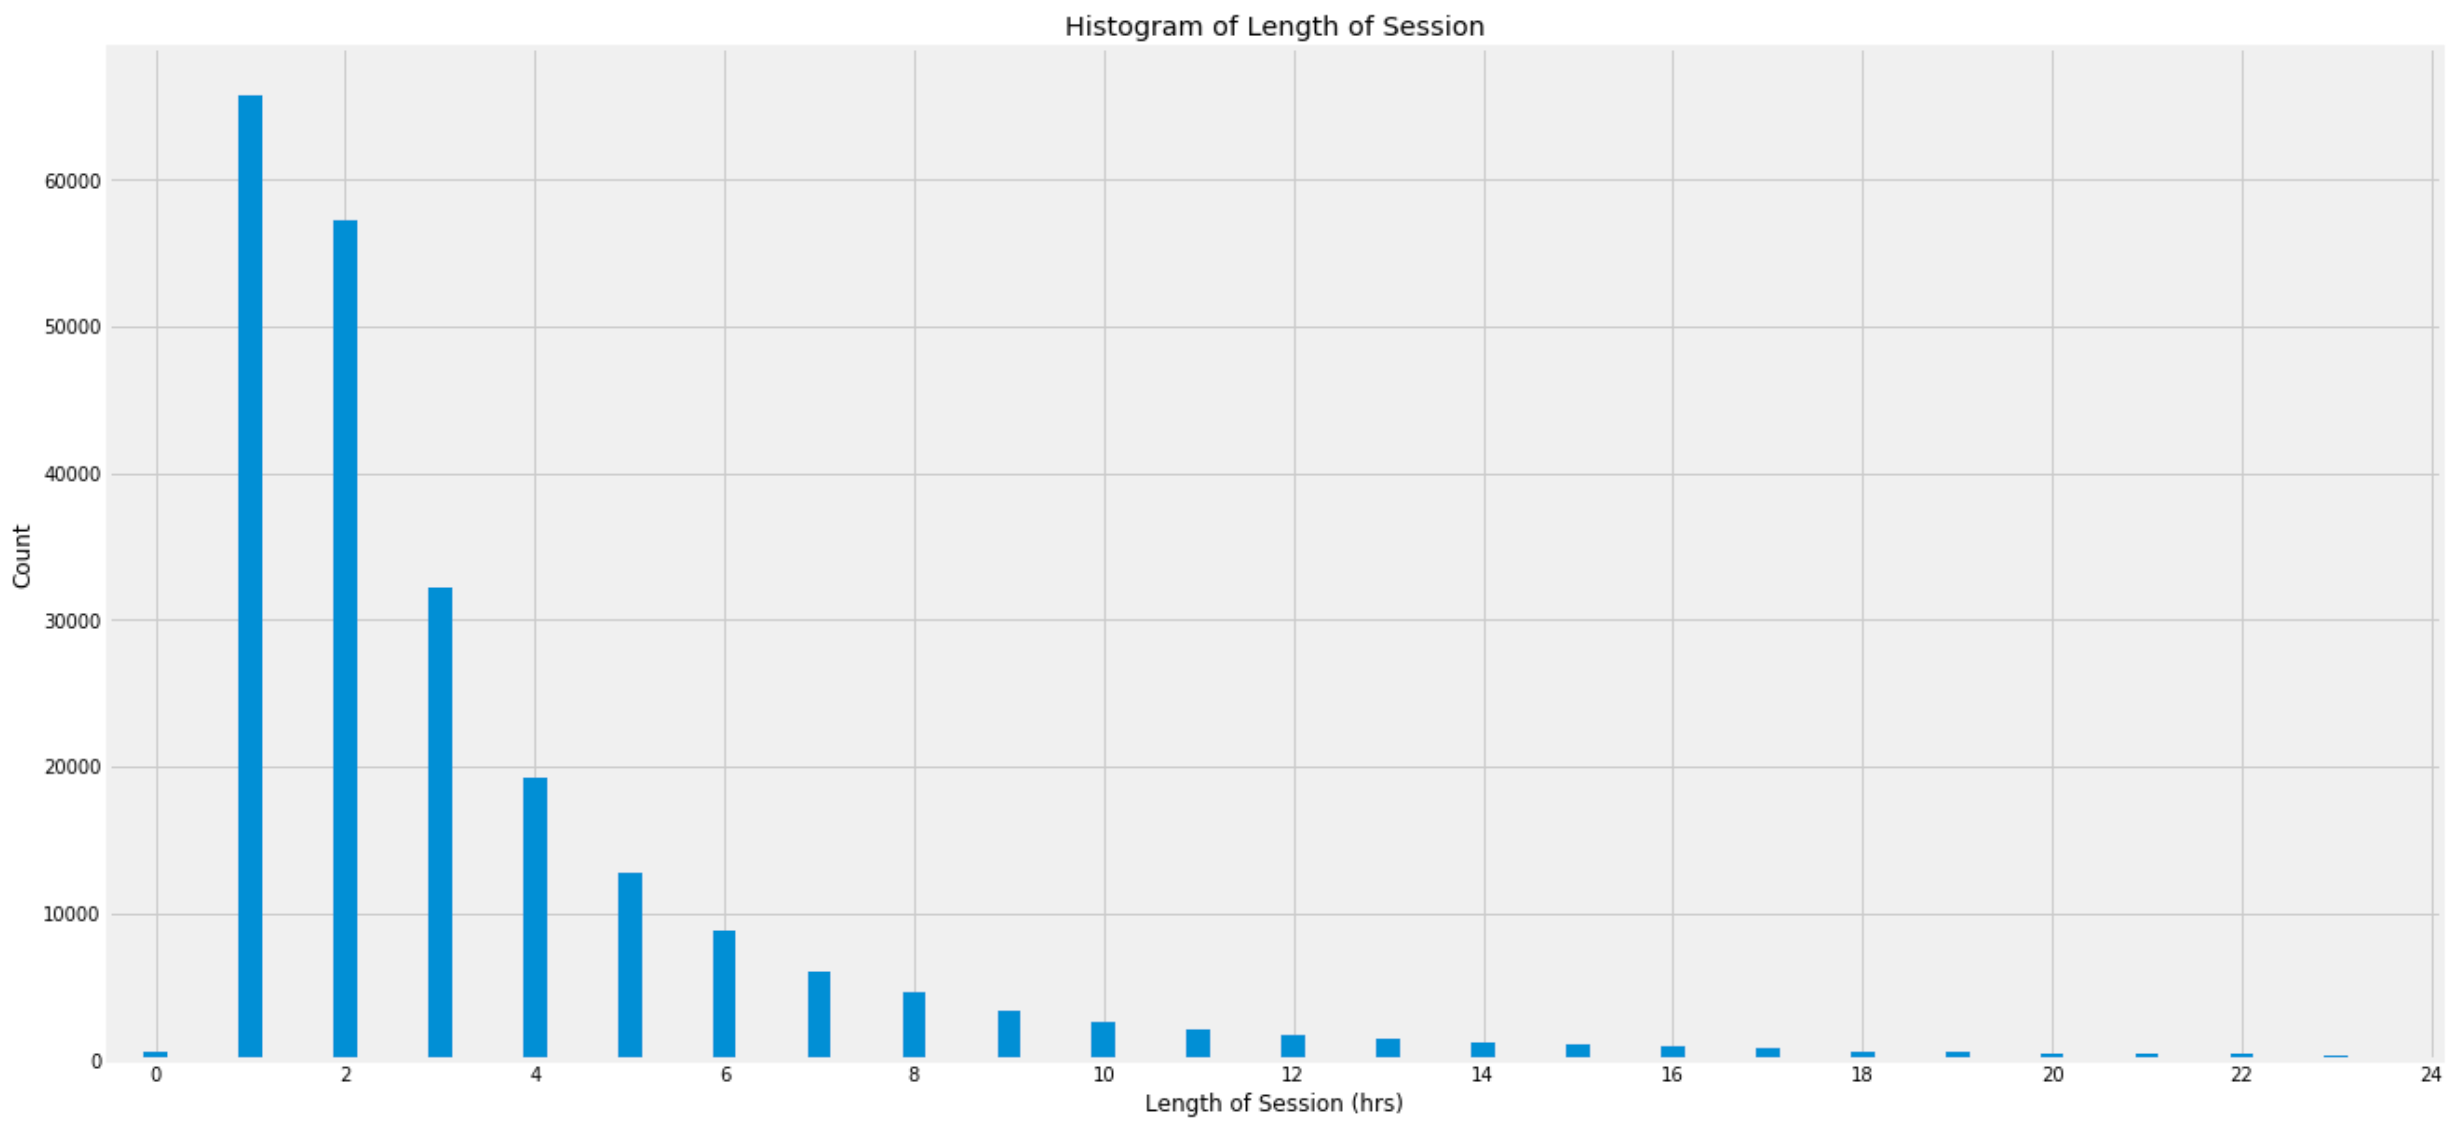 Histogram of Length of Session
60000
50000
40000
30000
20000
10000
0
Count
0 2 4 6 8 10 12 14 16 18 20 22 24
Length of Session (hrs)